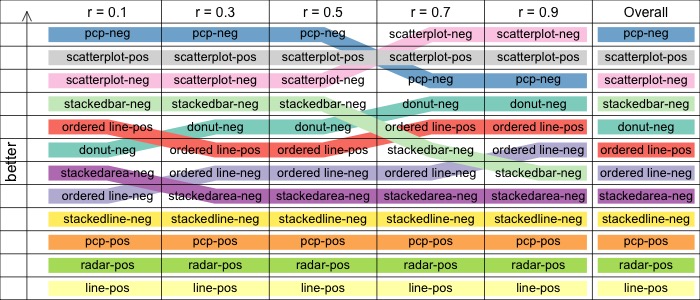 r = 0.1 r = 0.3 r = 0.5 r = 0.7 r = 0.9 Overall
pcp-neg pcp-neg pcp-neg scatterplot-neg scatterplot-neg pcp-neg
scatterplot-pos scatterplot-pos scatterplot-pos scatterplot-pos scatterplot-pos scatterplot-pos
scatterplot-neg scatterplot-neg scatterplot-neg pcp-neg pcp-neg scatterplot-neg
stackedbar-neg stackedbar-neg stackedbar-neg donut-neg donut-neg stackedbar-neg
ordered line-pos donut-neg donut-neg ordered line-pos ordered line-pos donut-neg
donut-neg ordered line-pos ordered line-pos stackedbar-neg ordered line-neg ordered line-pos
stackedarea-neg ordered line-neg ordered line-neg ordered line-neg stackedbar-neg ordered line-neg
ordered line-neg stackedarea-neg stackedarea-neg stackedarea-neg stackedarea-neg stackedarea-neg
stackedline-neg stackedline-neg stackedline-neg stackedline-neg stackedline-neg stackedline-neg
pcp-pos pcp-pos pcp-pos pcp-pos pcp-pos pcp-pos
radar-pos radar-pos radar-pos radar-pos radar-pos radar-pos
line-pos line-pos line-pos line-pos line-pos line-pos
better